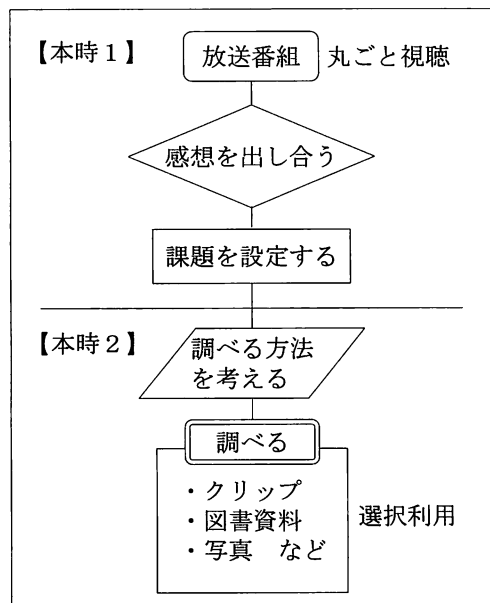 【本時１】
放送番組 丸ごと視聴
感想を出し合う
課題を設定する
【本時２】
調べる方法
を考える
調べる
・クリップ
・図書資料
・写真　など
選択利用